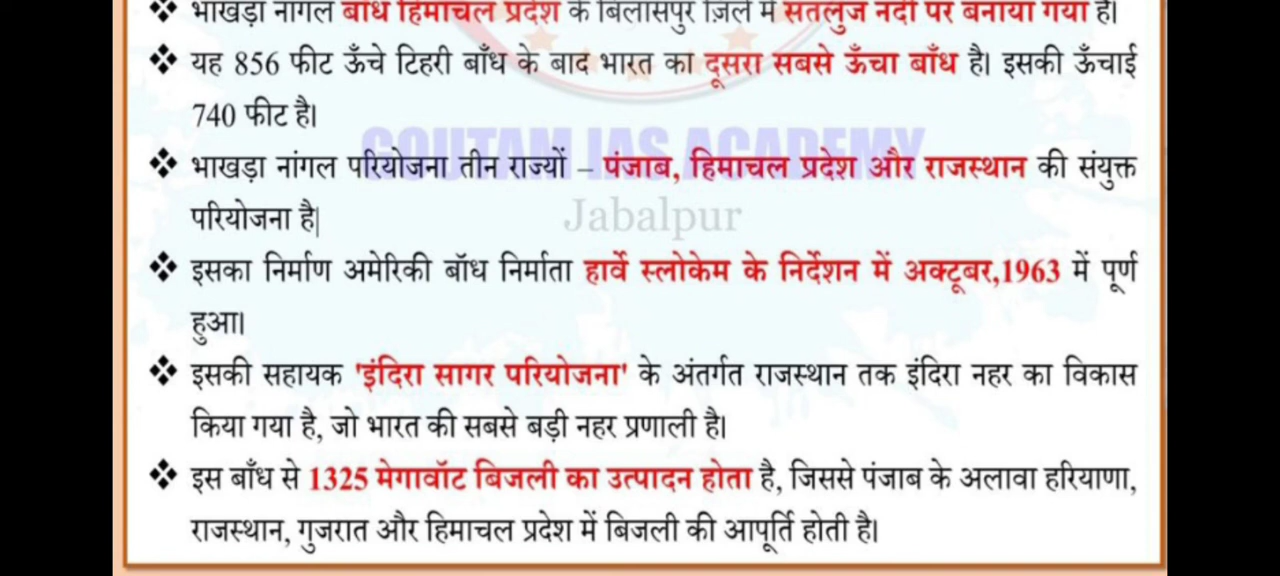 ❖ भाखड़ा नांगल बाँध हिमाचल प्रदेश के बिलासपुर ज़िले में सतलुज नदी पर बनाया गया है।
❖ यह 856 फीट ऊँचे टिहरी बाँध के बाद भारत का दूसरा सबसे ऊँचा बाँध है। इसकी ऊँचाई
740 फीट है।
GOUTAM IAS ACADEMY
❖ भाखड़ा नांगल परियोजना तीन राज्यों – पंजाब, हिमाचल प्रदेश और राजस्थान की संयुक्त
परियोजना है|
Jabalpur
❖ इसका निर्माण अमेरिकी बॉध निर्माता हार्वे स्लोकेम के निर्देशन में अक्टूबर,1963 में पूर्ण
हुआ।
❖ इसकी सहायक 'इंदिरा सागर परियोजना' के अंतर्गत राजस्थान तक इंदिरा नहर का विकास
किया गया है, जो भारत की सबसे बड़ी नहर प्रणाली है।
❖ इस बाँध से 1325 मेगावॉट बिजली का उत्पादन होता है, जिससे पंजाब के अलावा हरियाणा,
राजस्थान, गुजरात और हिमाचल प्रदेश में बिजली की आपूर्ति होती है।